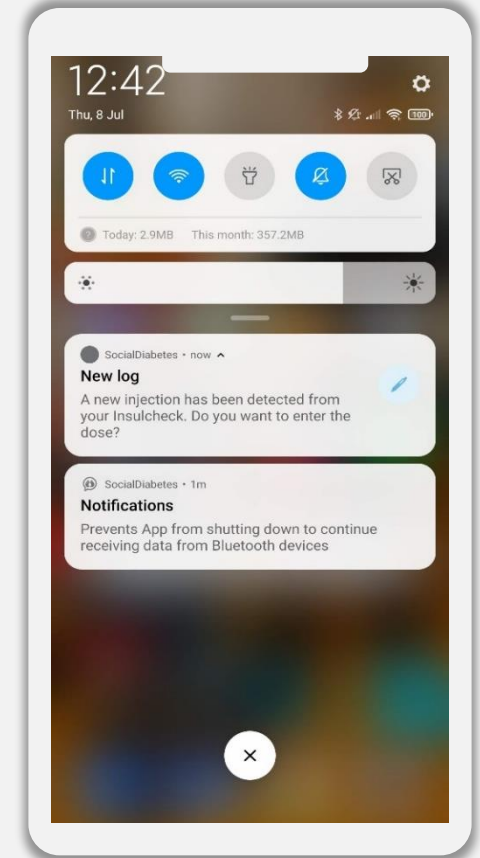 12:42
Thu, 8 Jul
100
Today: 2.9MB This month: 357.2MB
SocialDiabetes • now
New log
A new injection has been detected from
your Insulcheck. Do you want to enter the
dose?
SocialDiabetes • 1m
Notifications
Prevents App from shutting down to continue
receiving data from Bluetooth devices